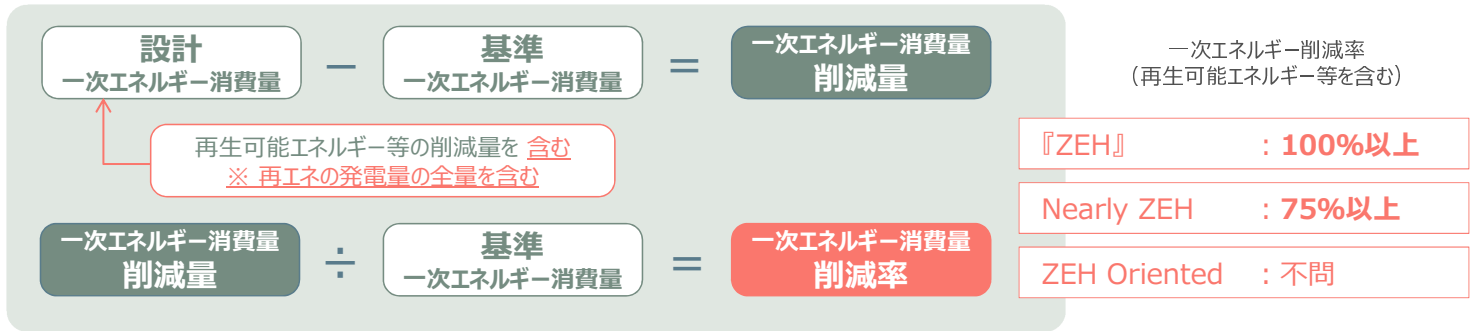 設計
一次エネルギー消費量
−
基準
一次エネルギー消費量
=
一次エネルギー消費量
削減量
再生可能エネルギー等の削減量を 含む
※ 再エネの発電量の全量を含む
一次エネルギー消費量
削減量
÷
基準
一次エネルギー消費量
=
一次エネルギー消費量
削減率
一次エネルギー削減率
（再生可能エネルギー等を含む）
『ZEH』 : 100%以上
Nearly ZEH : 75%以上
ZEH Oriented : 不問